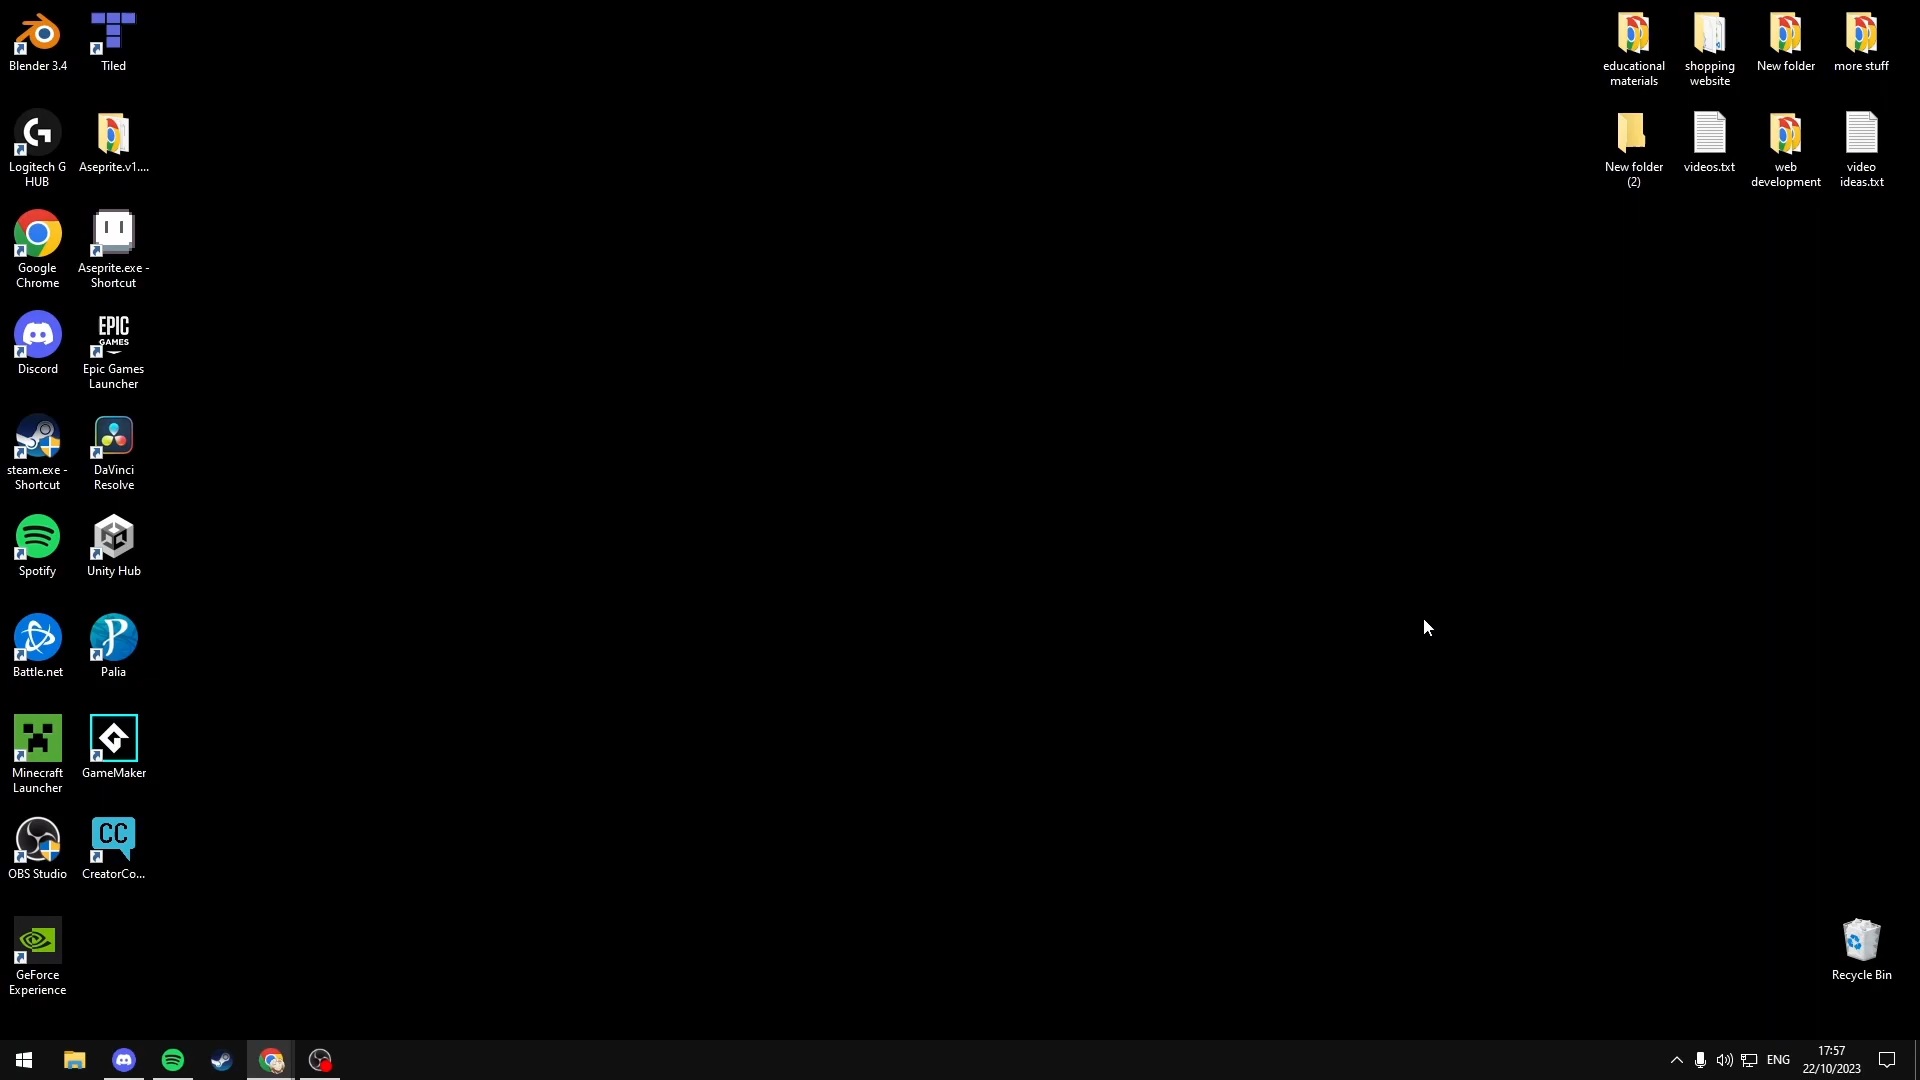 Blender 3.4
Tiled
educational
materials
shopping
website
New folder
more stuff
Logitech G
HUB
Aseprite.v1....
New folder
(2)
videos.txt
web
development
video
ideas.txt
Google
Chrome
Aseprite.exe -
Shortcut
Discord
EPIC
GAMES
Epic Games
Launcher
steam.exe -
Shortcut
DaVinci
Resolve
Spotify
Unity Hub
Battle.net
P
Palia
Minecraft
Launcher
GameMaker
OBS Studio
CC
CreatorCo...
GeForce
Experience
Recycle Bin
ENG
17:57
22/10/2023